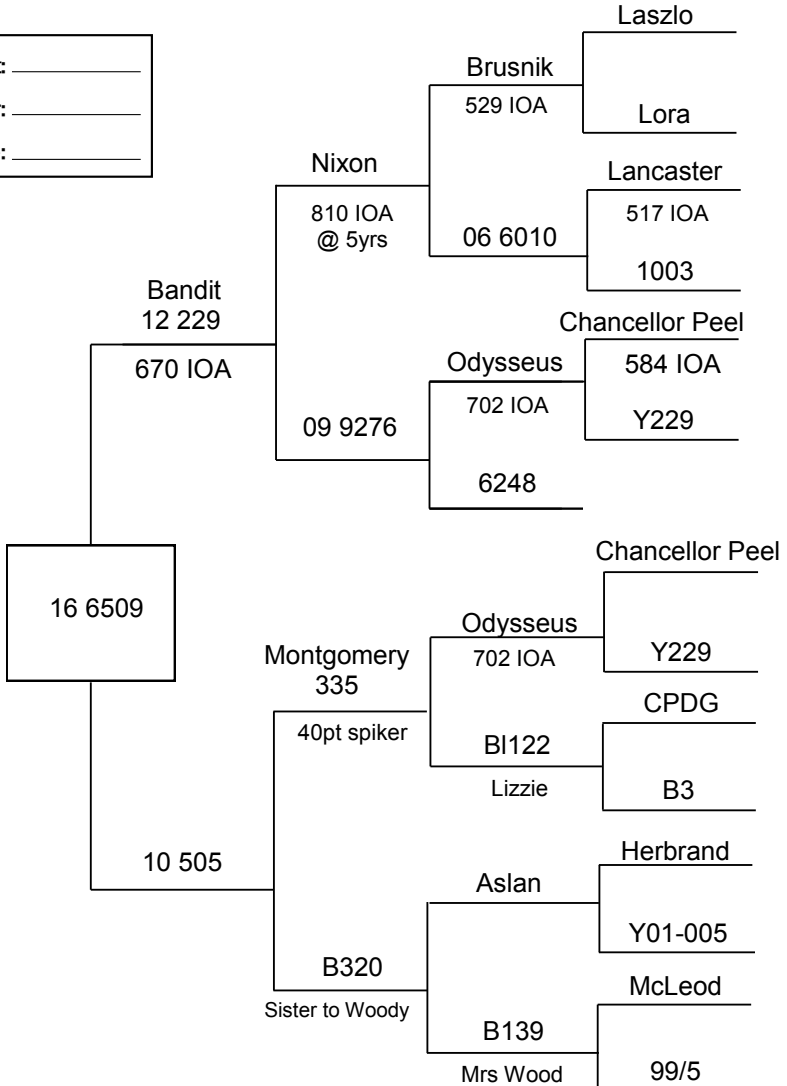 Laszlo
Brusnik
529 IOA
Lora
Nixon
Lancaster
810 IOA
@ 5yrs
517 IOA
06 6010
1003
Bandit
12 229
Chancellor Peel
670 IOA
Odysseus
584 IOA
702 IOA
09 9276
Y229
6248
Chancellor Peel
16 6509
Odysseus
Montgomery
335
702 IOA
Y229
40pt spiker
CPDG
Bl122
Lizzie
B3
10 505
Herbrand
Aslan
Y01-005
B320
Sister to Woody
McLeod
B139
Mrs Wood
99/5